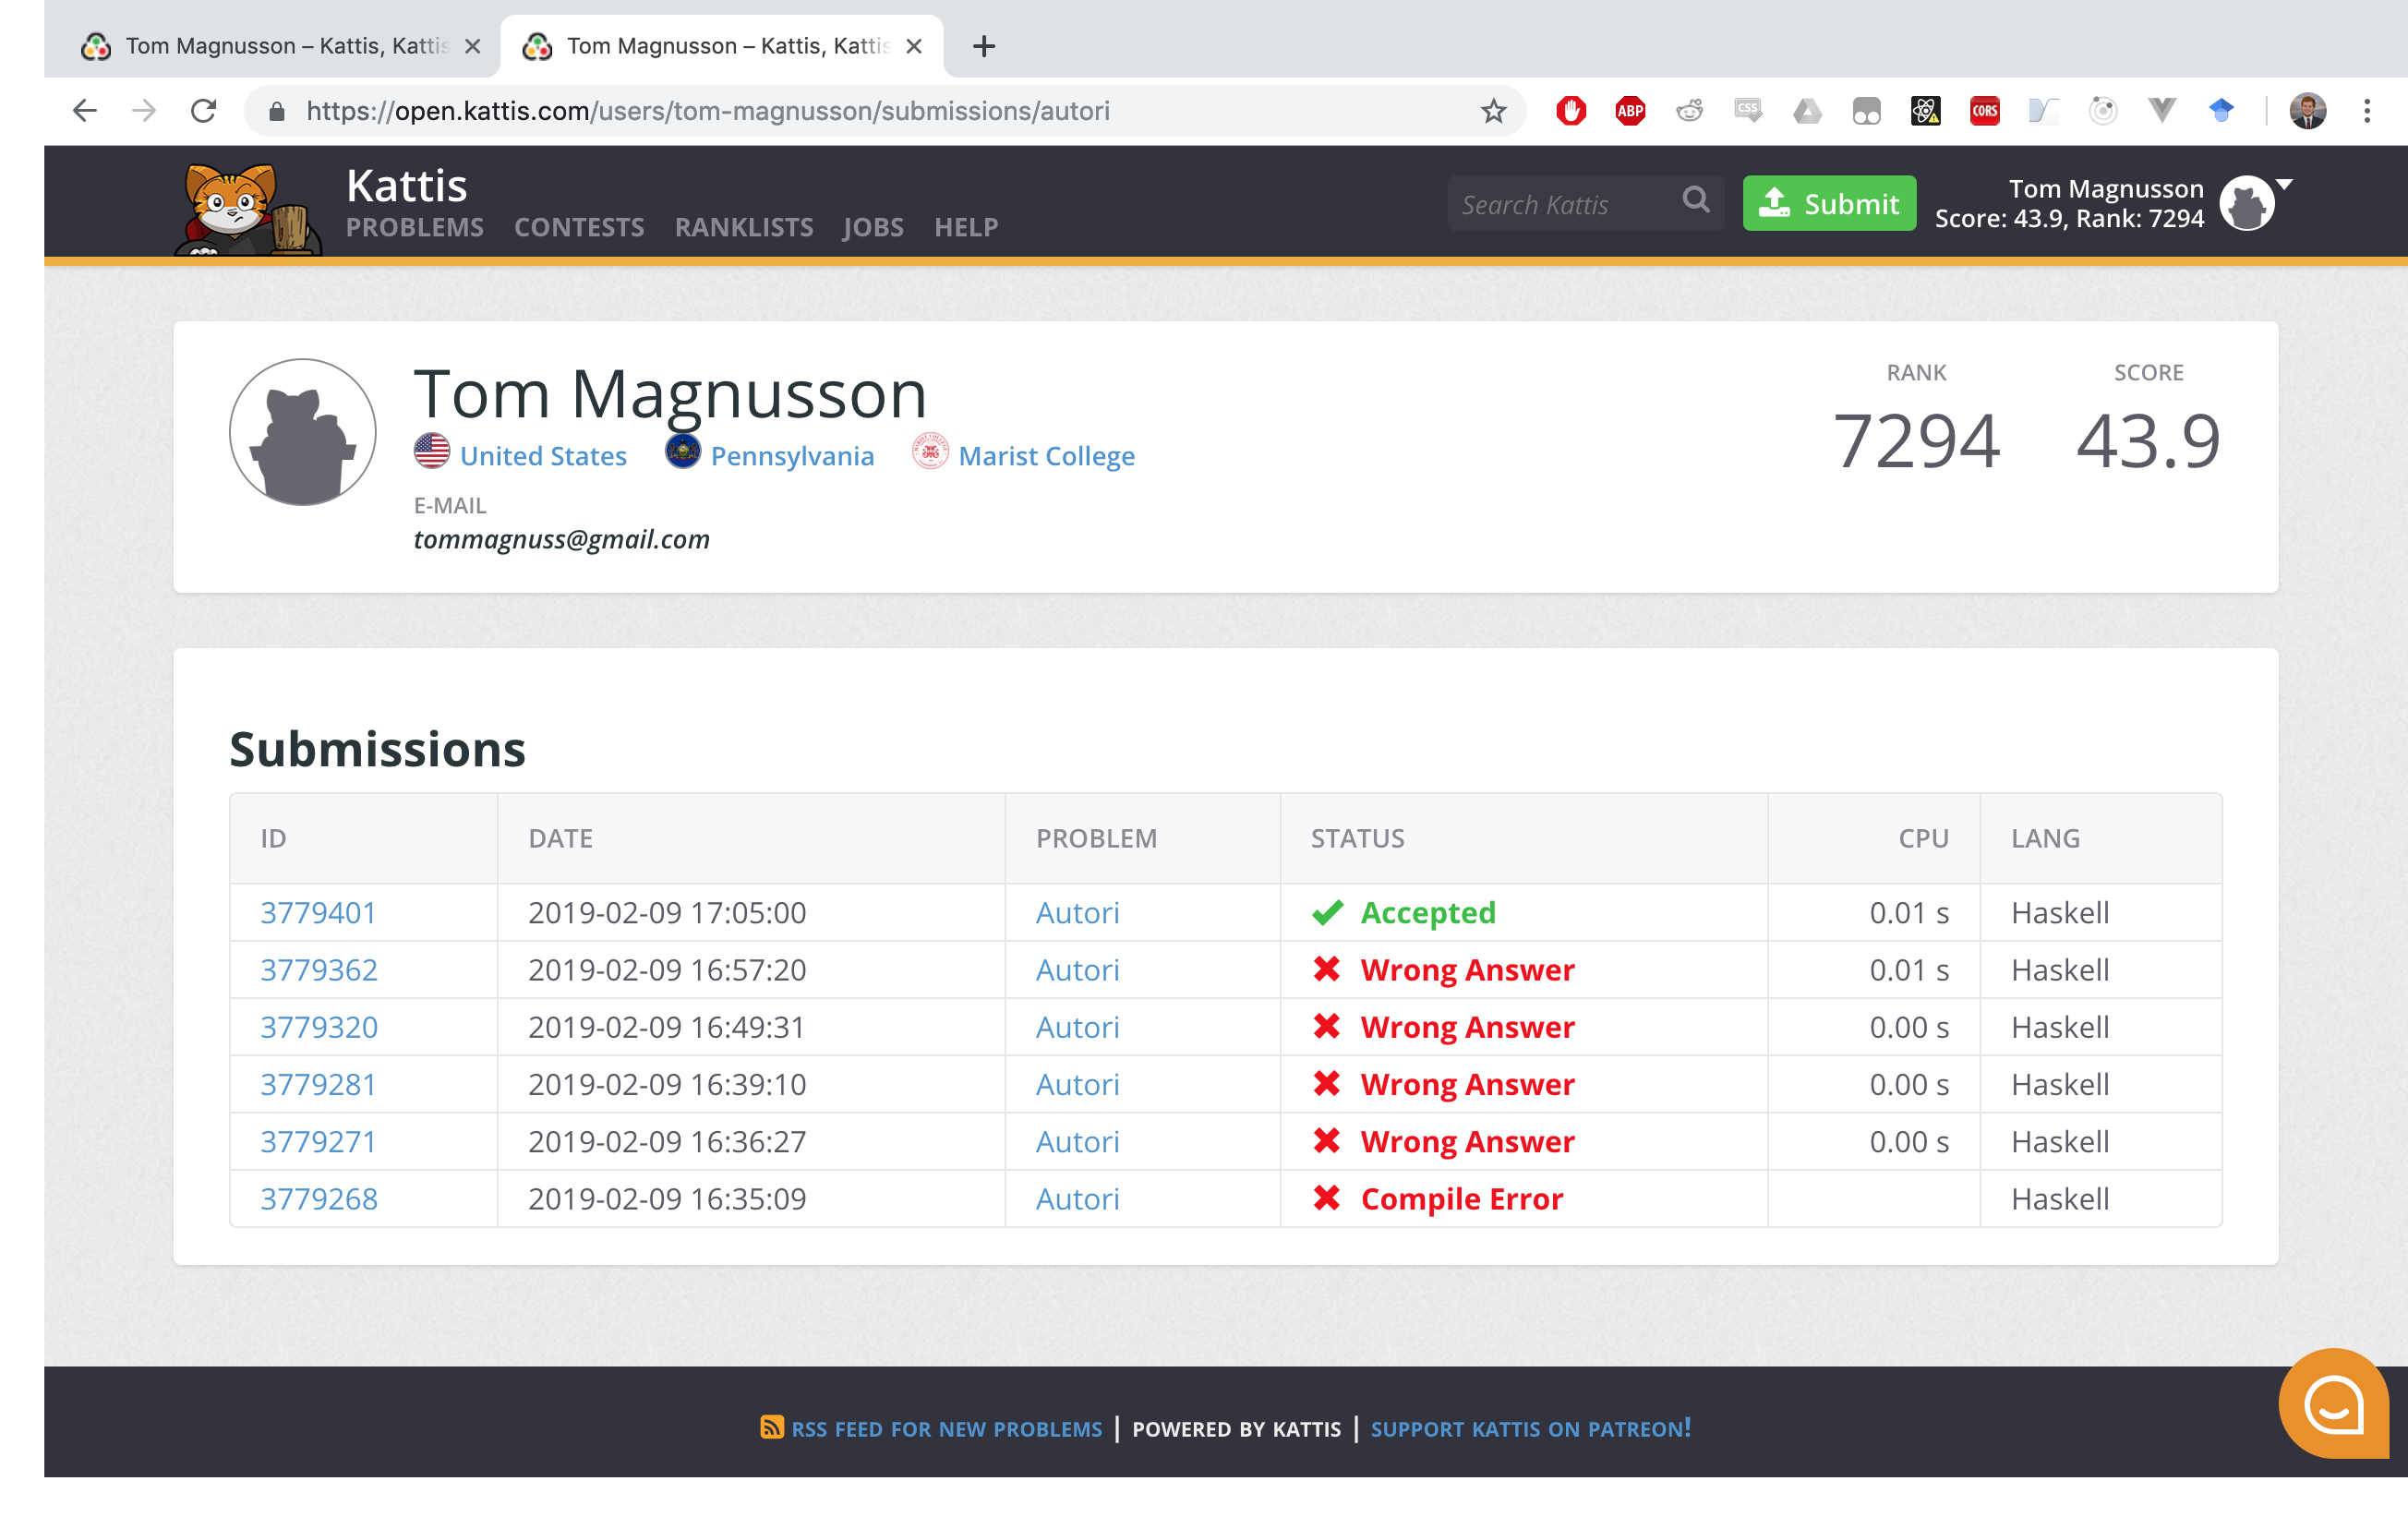 Tom Magnusson – Kattis, Kattis
Tom Magnusson – Kattis, Kattis
https://open.kattis.com/users/tom-magnusson/submissions/autori
ABP
CSS
CORS
Kattis
PROBLEMS CONTESTS RANKLISTS JOBS HELP
Search Kattis
Submit
Tom Magnusson
Score: 43.9, Rank: 7294
Tom Magnusson
United States Pennsylvania Marist College
E-MAIL
tommagnuss@gmail.com
RANK SCORE
7294 43.9
Submissions
ID DATE PROBLEM STATUS CPU LANG
3779401 2019-02-09 17:05:00 Autori Accepted 0.01 s Haskell
3779362 2019-02-09 16:57:20 Autori Wrong Answer 0.01 s Haskell
3779320 2019-02-09 16:49:31 Autori Wrong Answer 0.00 s Haskell
3779281 2019-02-09 16:39:10 Autori Wrong Answer 0.00 s Haskell
3779271 2019-02-09 16:36:27 Autori Wrong Answer 0.00 s Haskell
3779268 2019-02-09 16:35:09 Autori Compile Error Haskell
RSS FEED FOR NEW PROBLEMS | POWERED BY KATTIS | SUPPORT KATTIS ON PATREON!